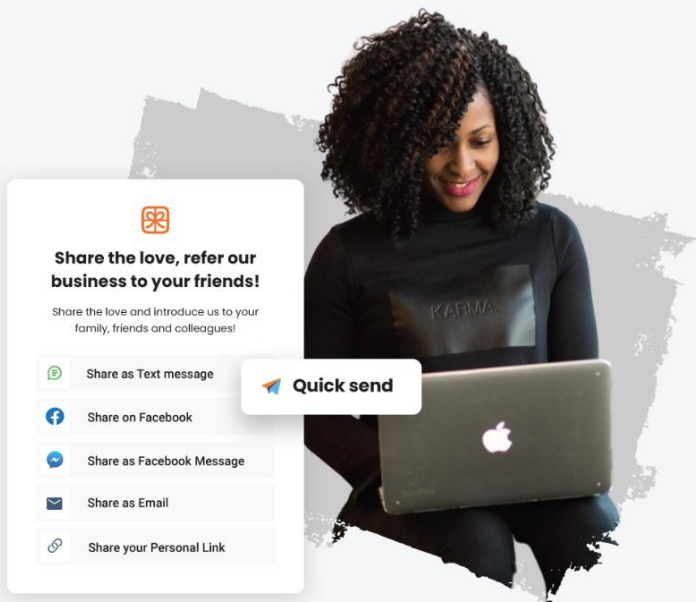 Share the love, refer our
business to your friends!
Share the love and introduce us to your
family, friends and colleagues!
Share as Text message
Quick send
Share on Facebook
Share as Facebook Message
Share as Email
Share your Personal Link
KARMA.